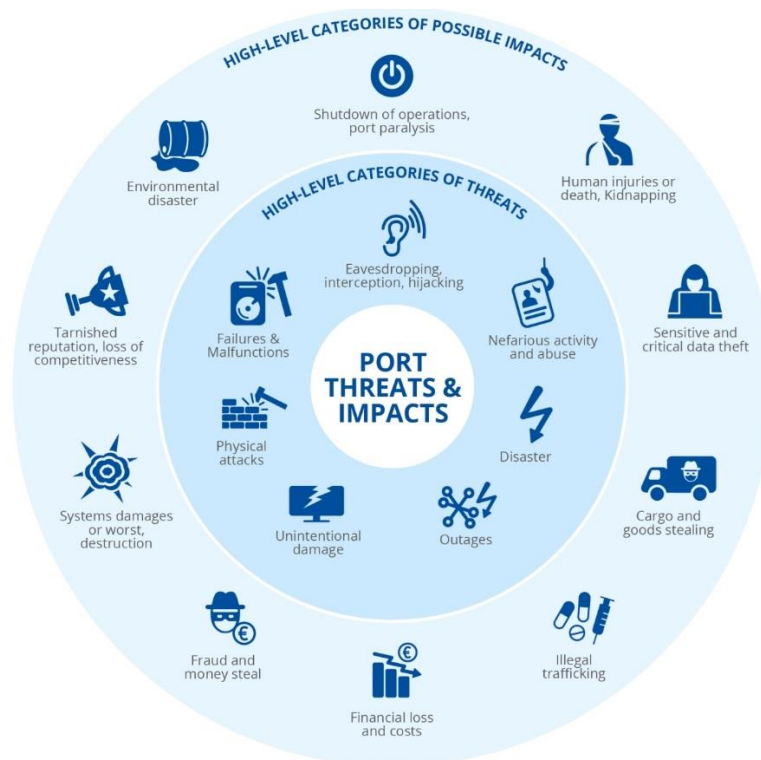 HIGH-LEVEL CATEGORIES OF POSSIBLE IMPACTS
Shutdown of operations,
port paralysis
Human injuries or
death, Kidnapping
Sensitive and
critical data theft
Cargo and
goods stealing
Illegal
trafficking
Financial loss
and costs
Fraud and
money steal
Systems damages
or worst,
destruction
Tarnished
reputation, loss of
competitiveness
Environmental
disaster
HIGH-LEVEL CATEGORIES OF THREATS
Eavesdropping,
interception, hijacking
Nefarious activity
and abuse
Disaster
Outages
Unintentional
damage
Physical
attacks
Failures &
Malfunctions
PORT
THREATS &
IMPACTS
€
€